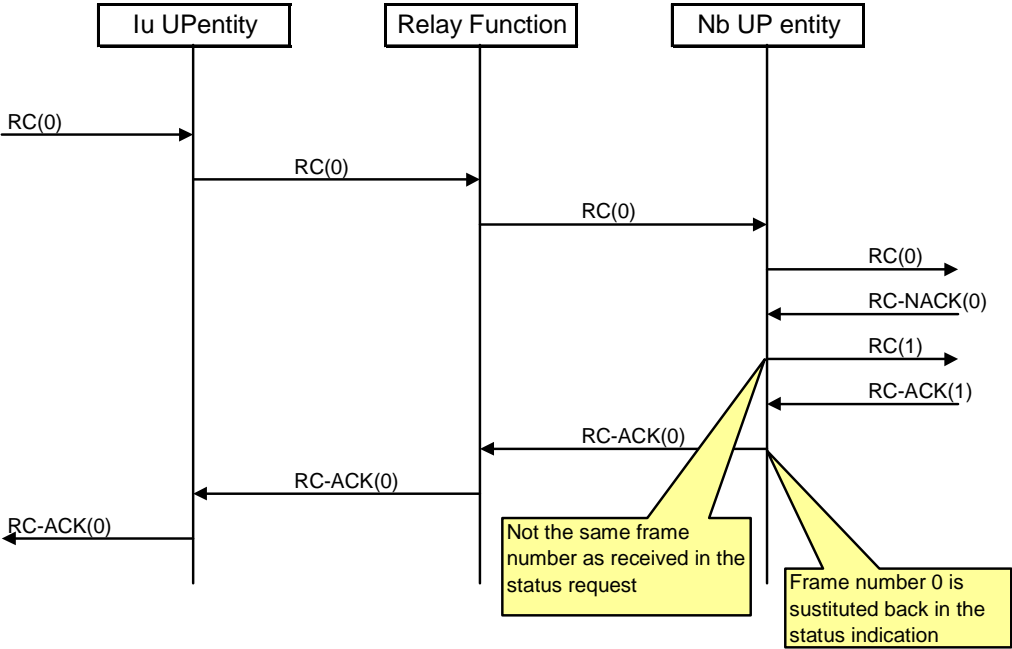 Iu UPentity
Relay Function
Nb UP entity
RC(0)
RC(0)
RC(0)
RC(0)
RC-NACK(0)
RC(1)
RC-ACK(1)
RC-ACK(0)
RC-ACK(0)
RC-ACK(0)
Not the same frame
number as received in the
status request
Frame number 0 is
sustituted back in the
status indication